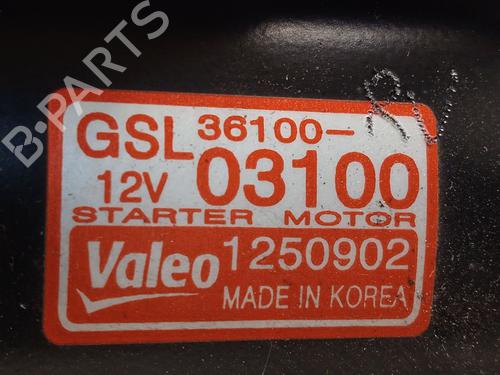 B-PARTS
GSL 36100-
12V 03100
STARTER MOTOR
Valeo 1250902
MADE IN KOREA